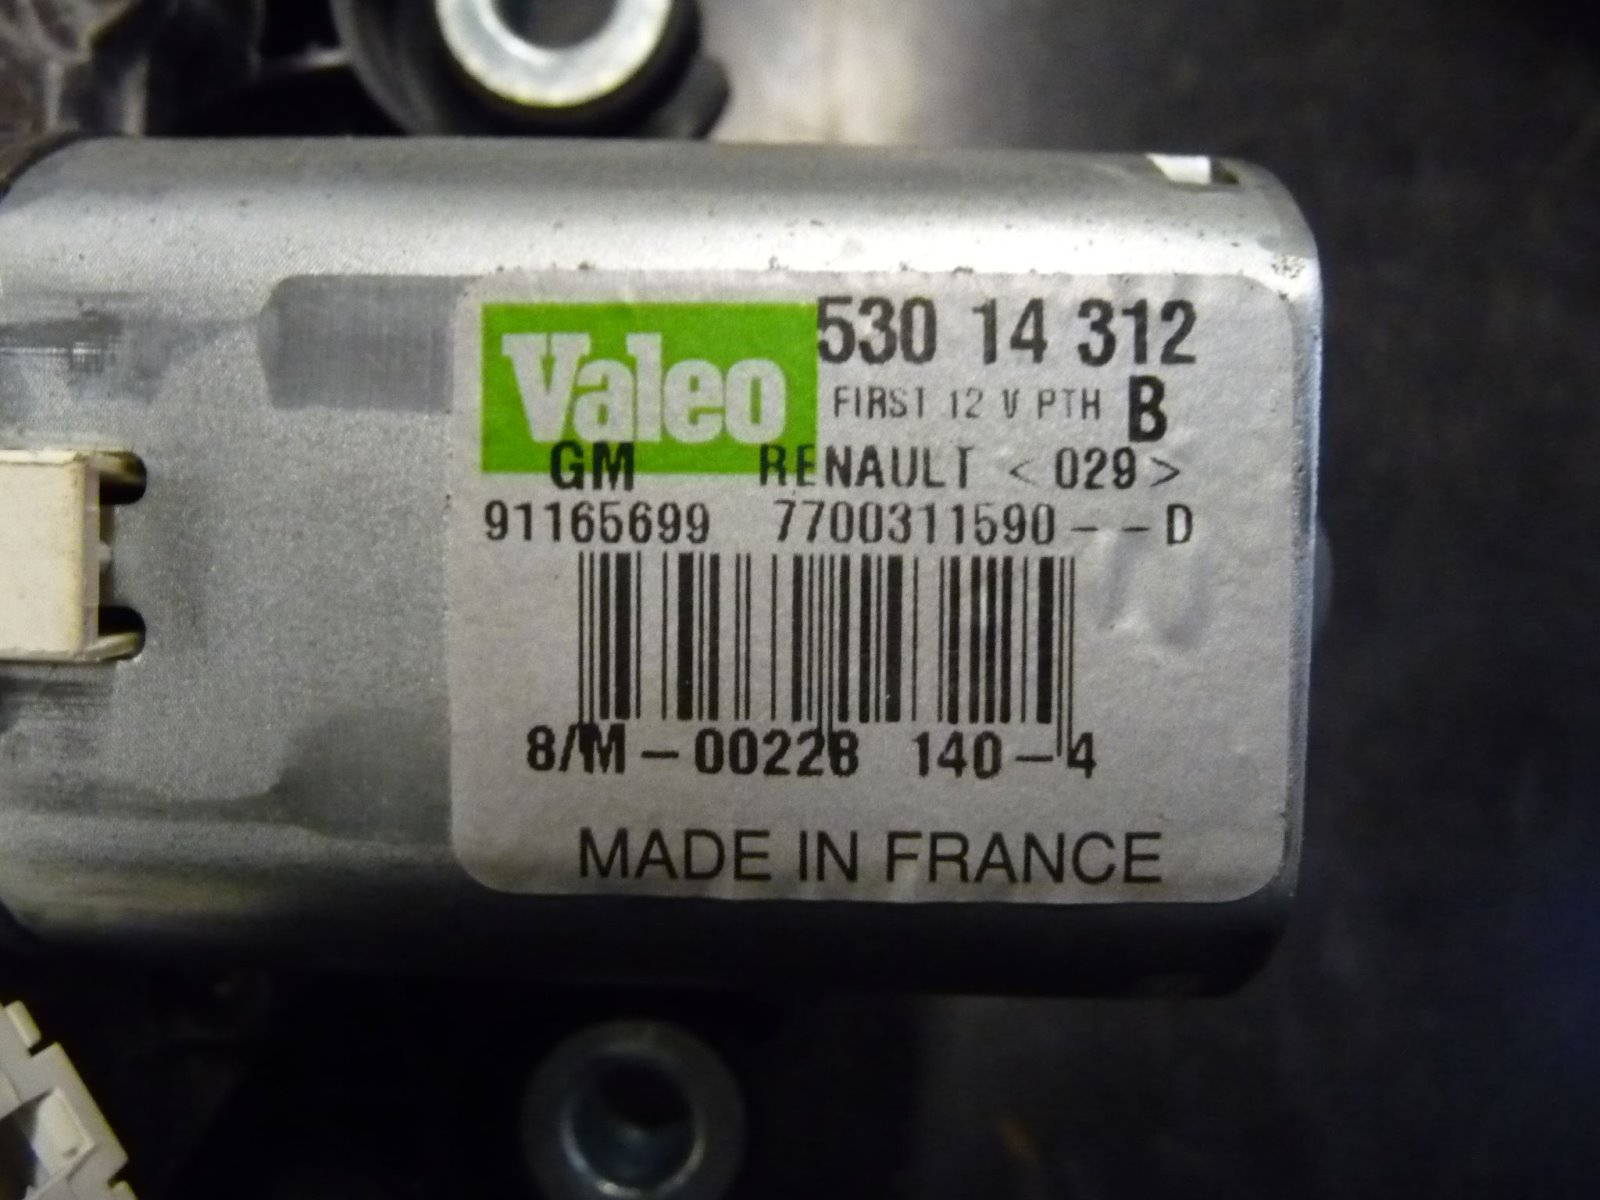 Valeo 530 14 312
FIRST 12 V PTH B
GM RENAULT <029>
91165699 7700311590--D
8/M-00228 140-4
MADE IN FRANCE